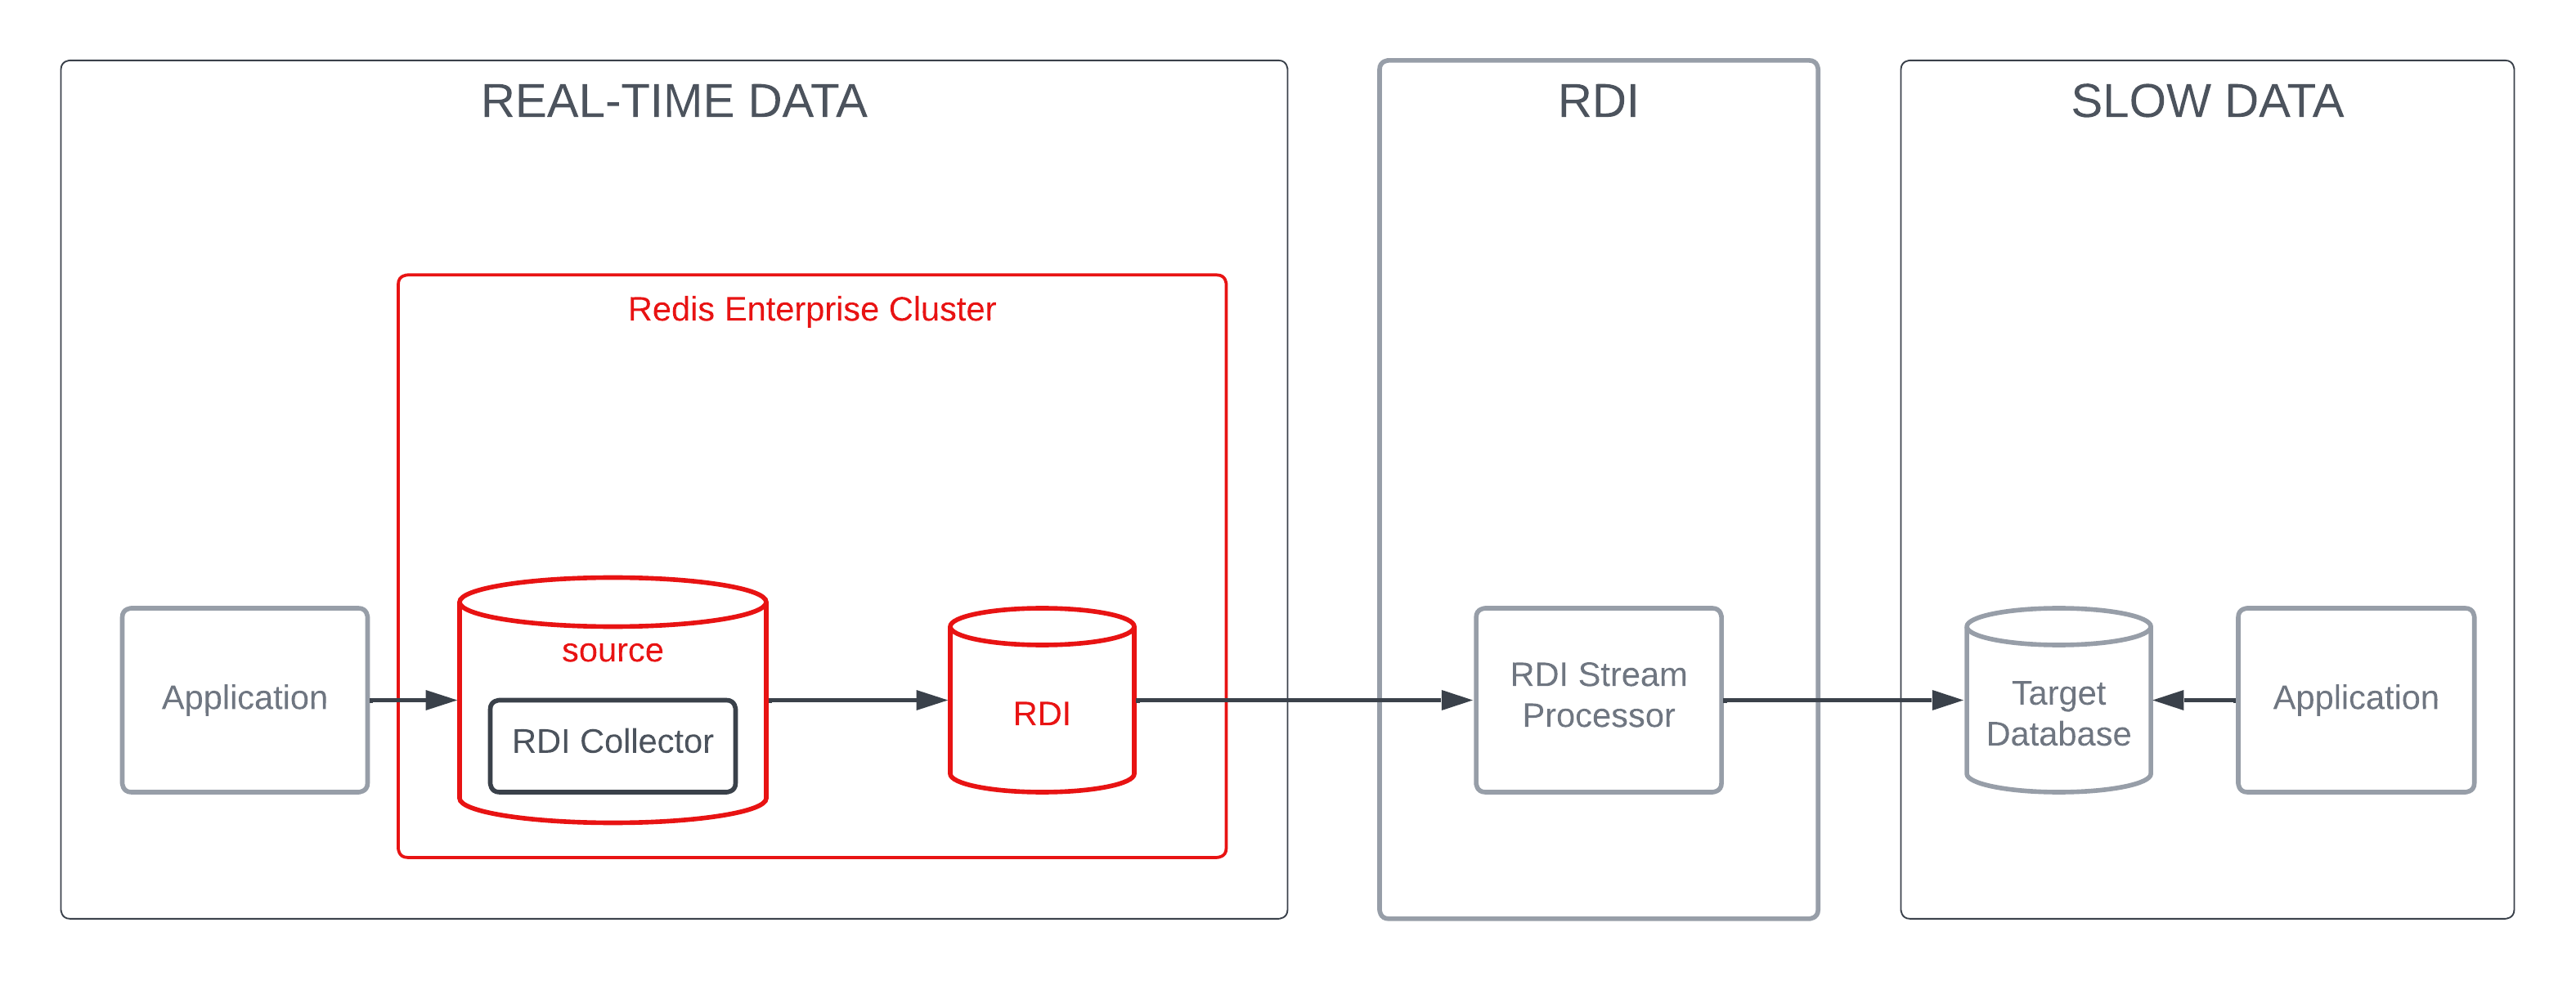 REAL-TIME DATA
RDI
SLOW DATA
Redis Enterprise Cluster
Application
source
RDI Collector
RDI
RDI Stream
Processor
Target
Database
Application